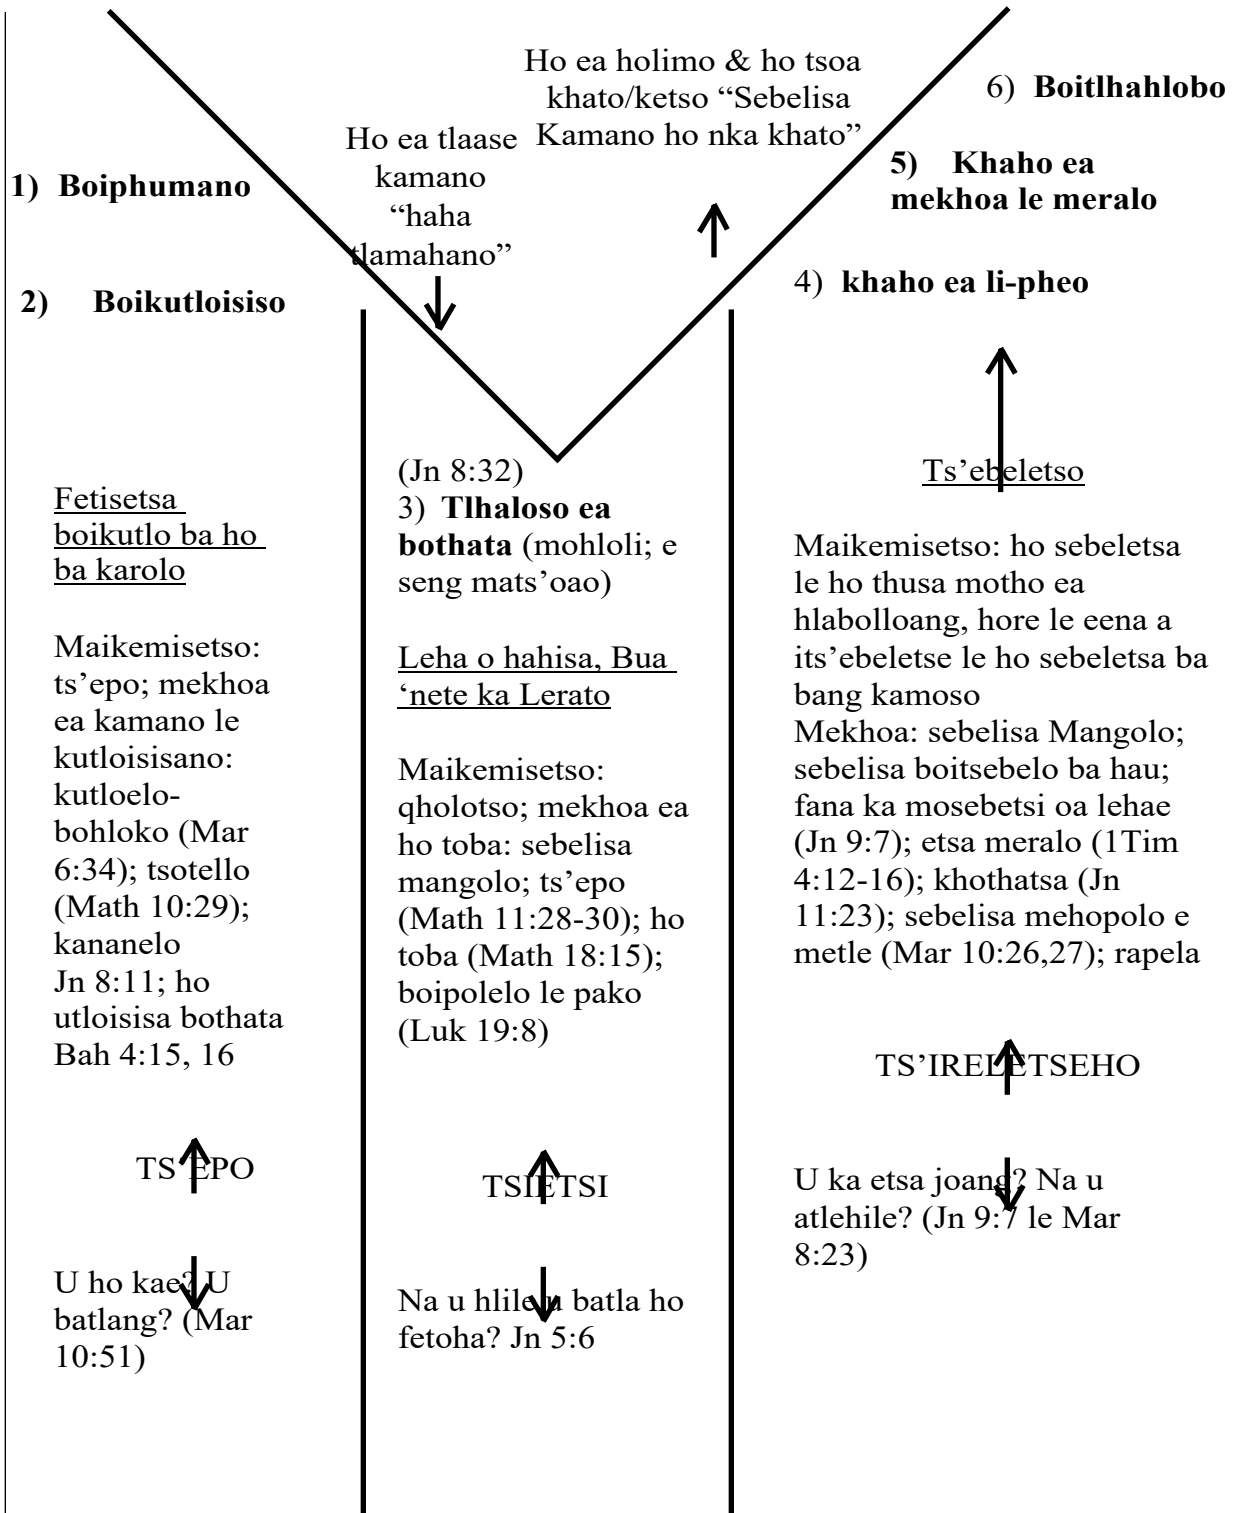 Ho ea holimo & ho tsoa
khato/ketso “Sebelisa
Kamano ho nka khato”
6) Boitlhahlobo
Ho ea tlaase
kamano
“haha
tlamahano”
5) Khaho ea
mekhoa le meralo
1) Boiphumano
4) khaho ea li-pheo
2) Boikutloisiso
Fetisetsa
boikutlo ba ho
ba karolo
Maikemisetso:
ts’epo; mekhoa
ea kamano le
kutloisisano:
kutloelo-
bohloko (Mar
6:34); tsotello
(Math 10:29);
kananelo
Jn 8:11; ho
utloisisa bothata
Bah 4:15, 16
TS’EPO
U ho kae? U
batlang? (Mar
10:51)
(Jn 8:32)
3) Tlhaloso ea
bothata (mohloli; e
seng mats’oao)
Leha o hahisa, Bua
‘nete ka Lerato
Maikemisetso:
qholotso; mekhoa ea
ho toba: sebelisa
mangolo; ts’epo
(Math 11:28-30); ho
toba (Math 18:15);
boipolelo le pako
(Luk 19:8)
TSIETSI
Na u hlile u batla ho
fetoha? Jn 5:6
Ts’ebeletso
Maikemisetso: ho sebeletsa
le ho thusa motho ea
hlabolloang, hore le eena a
its’ebeletse le ho sebeletsa ba
bang kamoso
Mekhoa: sebelisa Mangolo;
sebelisa boitsebelo ba hau;
fana ka mosebetsi oa lehae
(Jn 9:7); etsa meralo (1Tim
4:12-16); khothatsa (Jn
11:23); sebelisa mehopolo e
metle (Mar 10:26,27); rapela
TS’IRELETSEHO
U ka etsa joang? Na u
atlehile? (Jn 9:7 le Mar
8:23)